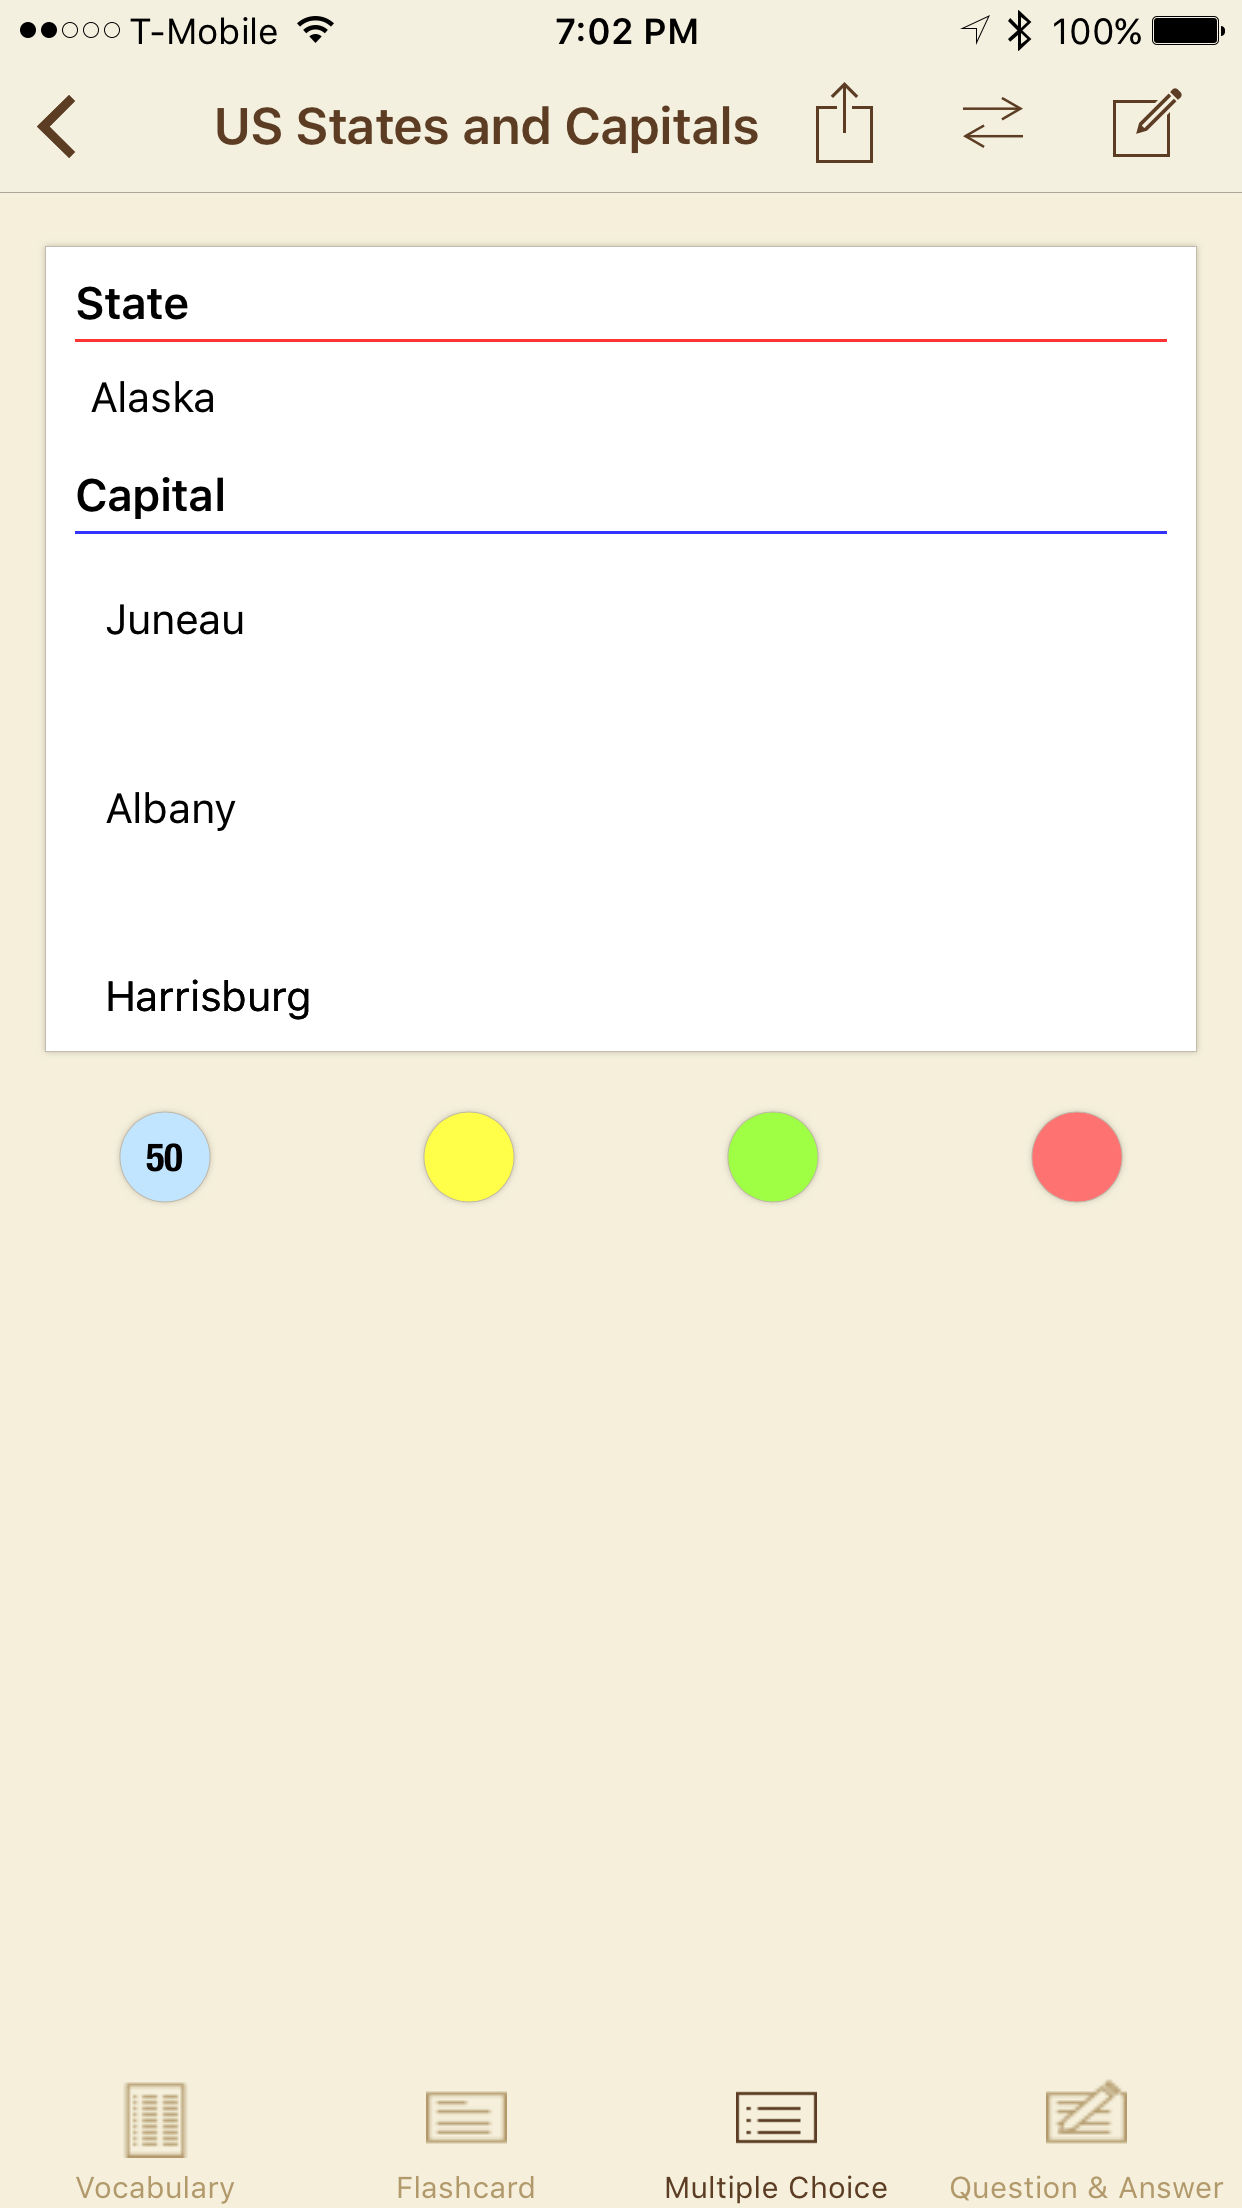 T-Mobile 7:02 PM 100%
US States and Capitals
State
Alaska
Capital
Juneau
Albany
Harrisburg
50
Vocabulary Flashcard Multiple Choice Question & Answer